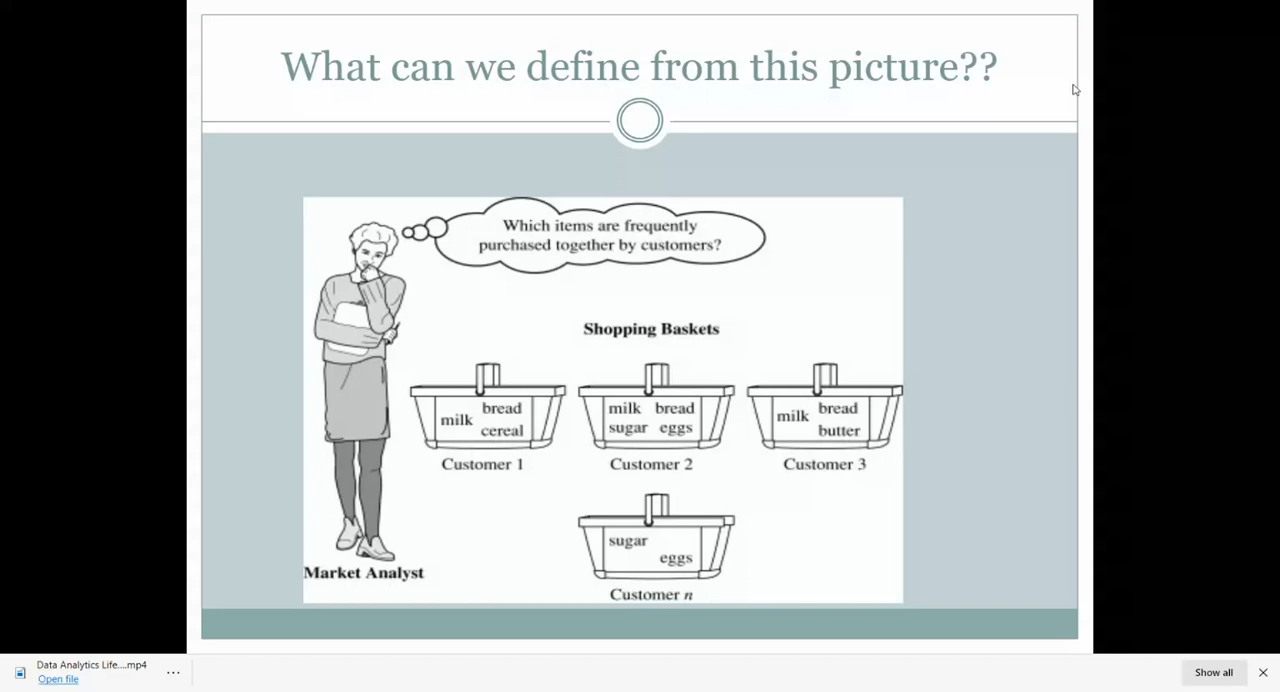 What can we define from this picture??
Which items are frequently
purchased together by customers?
Shopping Baskets
milk bread
cereal
Customer 1
milk bread
sugar eggs
Customer 2
milk bread
butter
Customer 3
sugar
eggs
Customer n
Market Analyst
Data Analytics Life....mp4
Open file
Show all